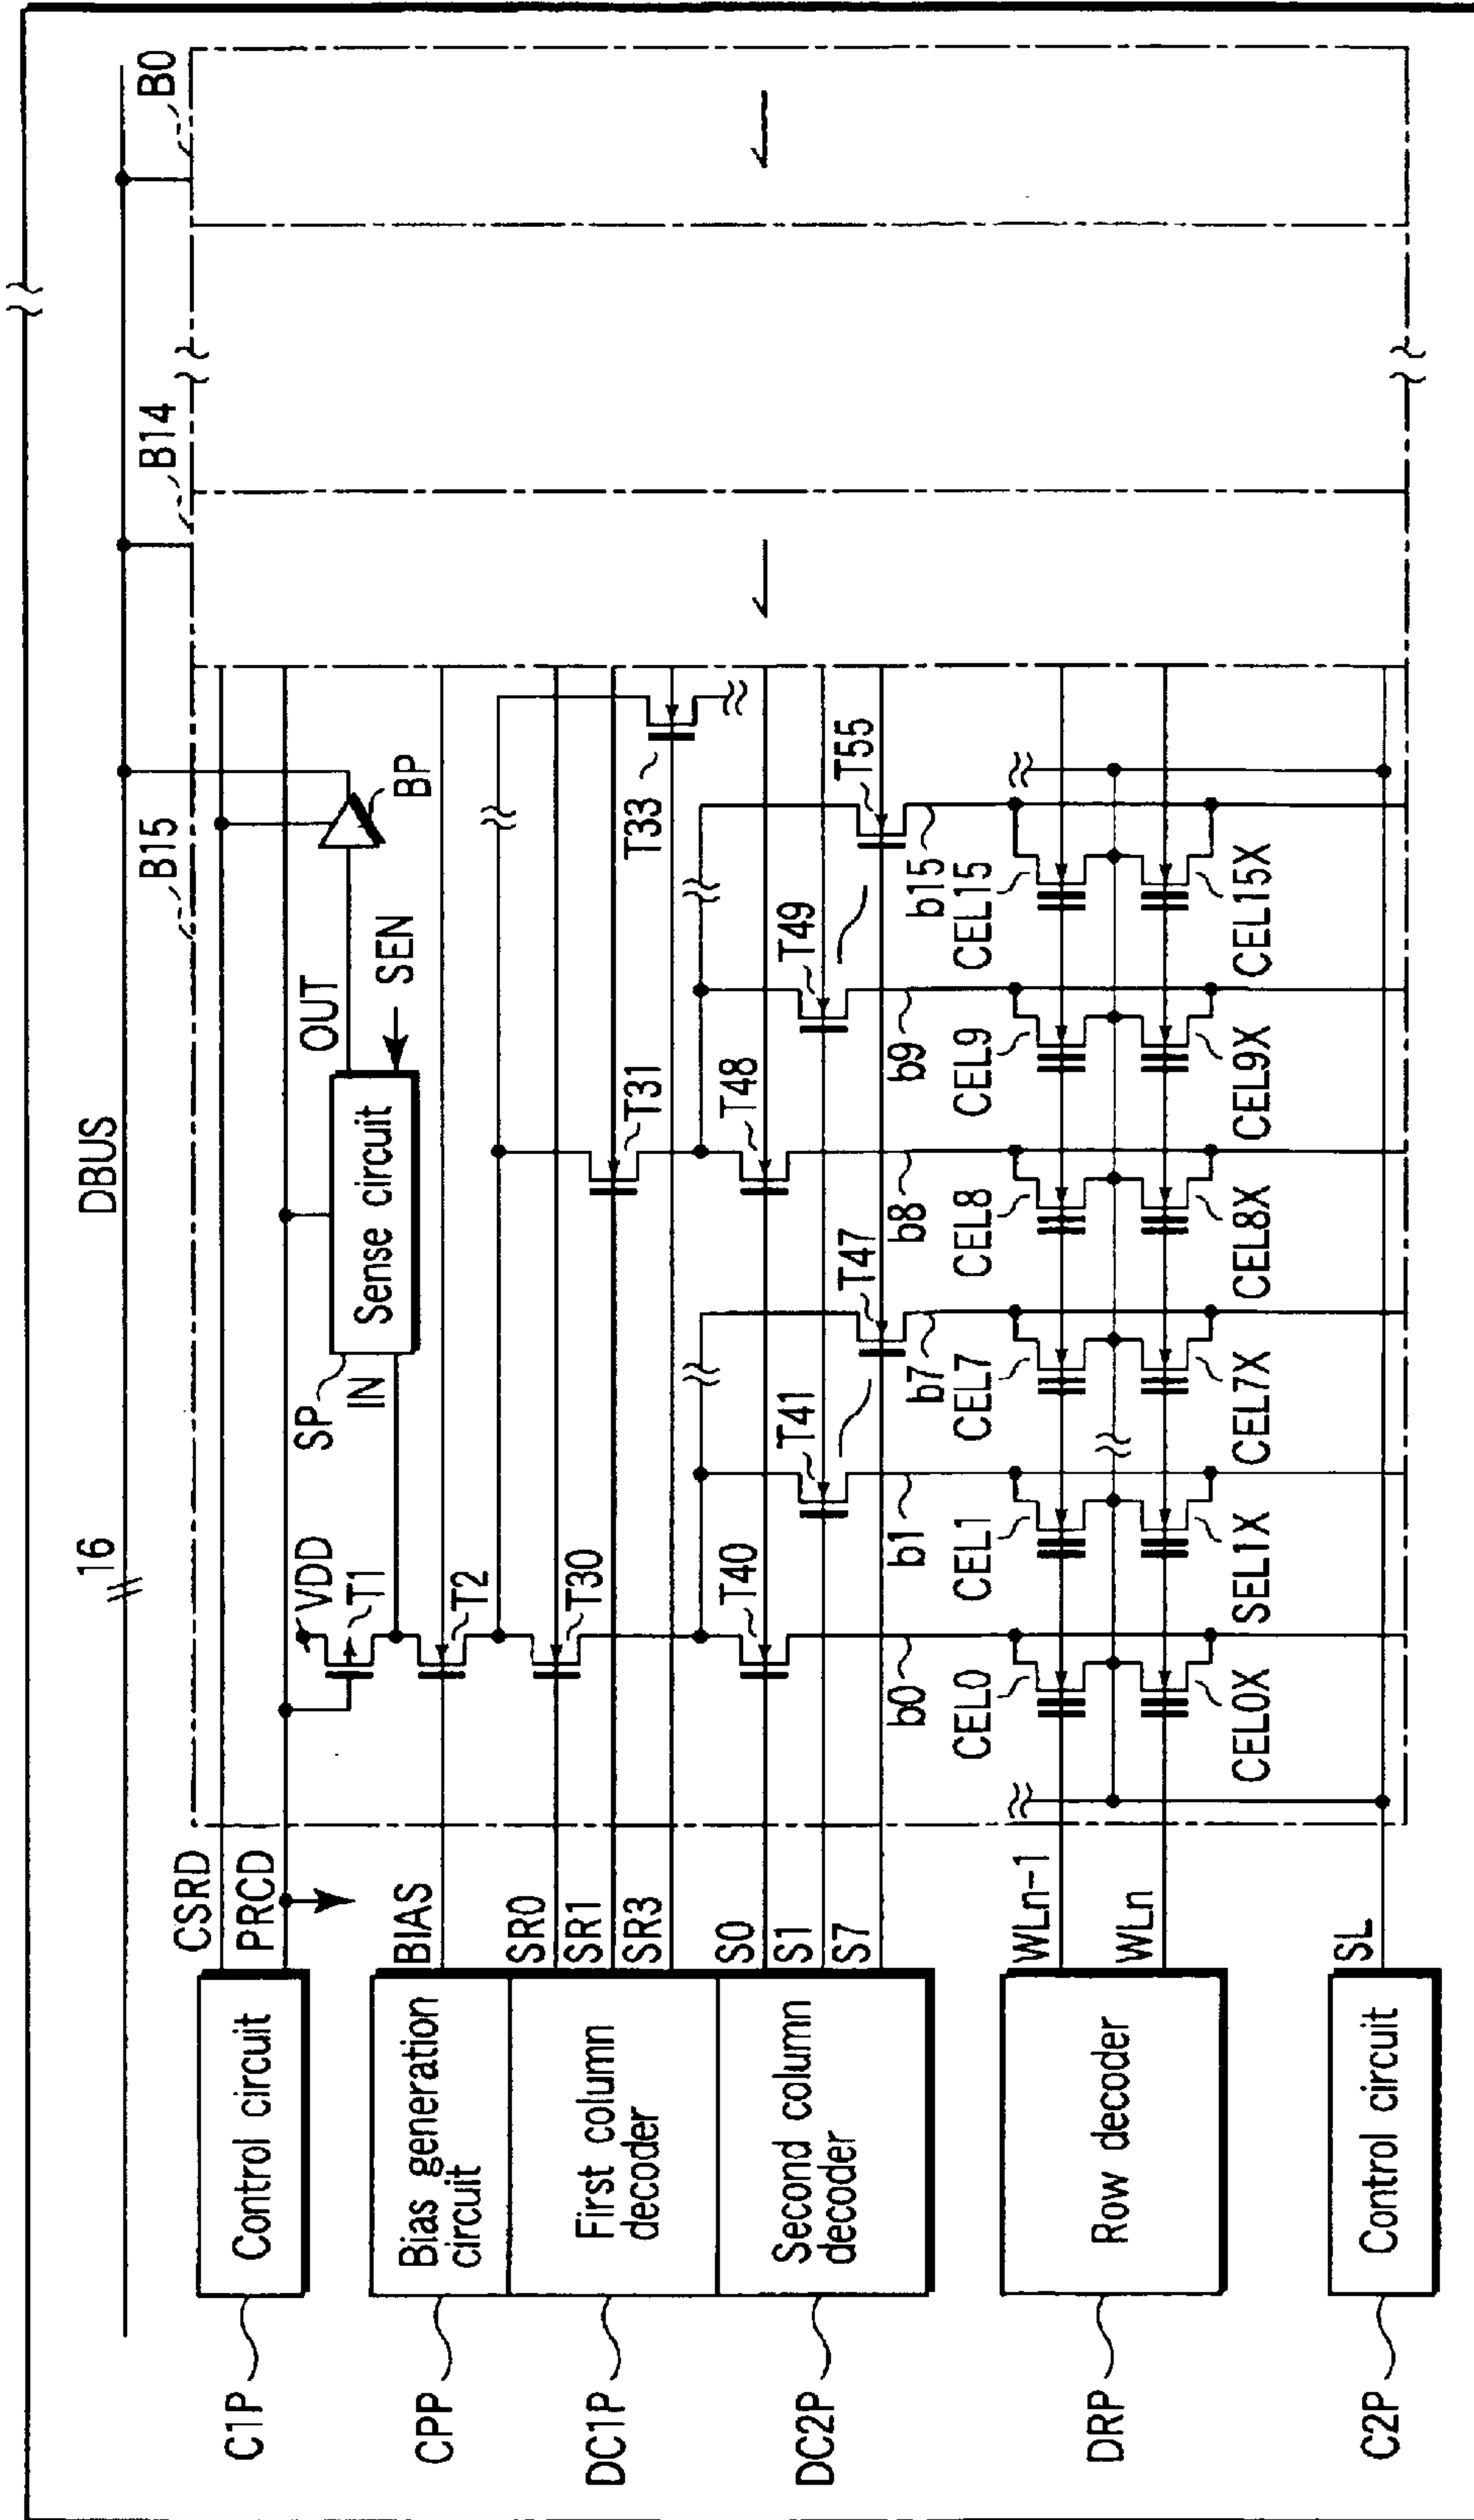 16
DBUS
B15
B14
B0
C1P
Control circuit
CSRD
PRCD
VDD
T1
SP
IN
Sense circuit
OUT
SEN
BP
CPP
Bias generation
circuit
BIAS
T2
DC1P
First column
decoder
SR0
SR1
SR3
T30
T31
T33
DC2P
Second column
decoder
S0
S1
S7
T40
T41
T47
T48
T49
T55
b0
b1
b7
b8
b9
b15
DRP
Row decoder
WLn-1
WLn
CEL0
CEL1
CEL7
CEL8
CEL9
CEL15
CEL0X
SEL1X
CEL7X
CEL8X
CEL9X
CEL15X
C2P
Control circuit
SL